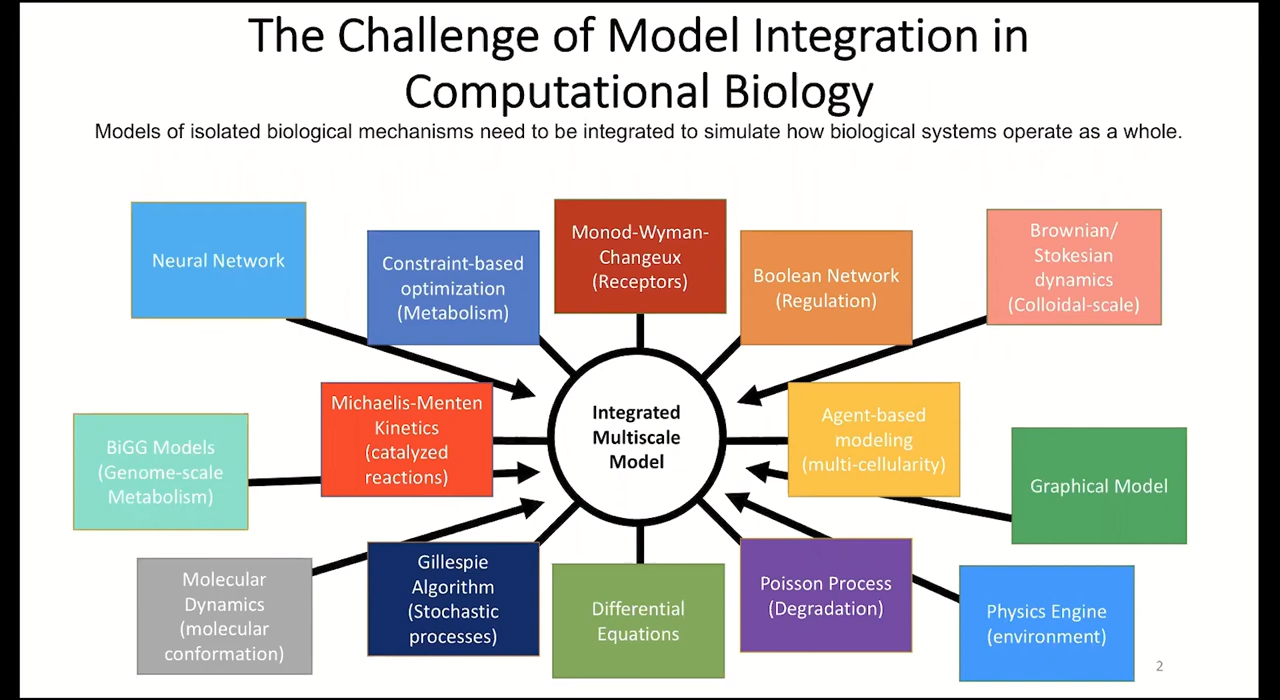 The Challenge of Model Integration in
Computational Biology
Models of isolated biological mechanisms need to be integrated to simulate how biological systems operate as a whole.
Neural Network
Constraint-based
optimization
(Metabolism)
Monod-Wyman-
Changeux
(Receptors)
Boolean Network
(Regulation)
Brownian/
Stokesian
dynamics
(Colloidal-scale)
BiGG Models
(Genome-scale
Metabolism)
Michaelis-Menten
Kinetics
(catalyzed
reactions)
Integrated
Multiscale
Model
Agent-based
modeling
(multi-cellularity)
Graphical Model
Molecular
Dynamics
(molecular
conformation)
Gillespie
Algorithm
(Stochastic
processes)
Differential
Equations
Poisson Process
(Degradation)
Physics Engine
(environment)
2